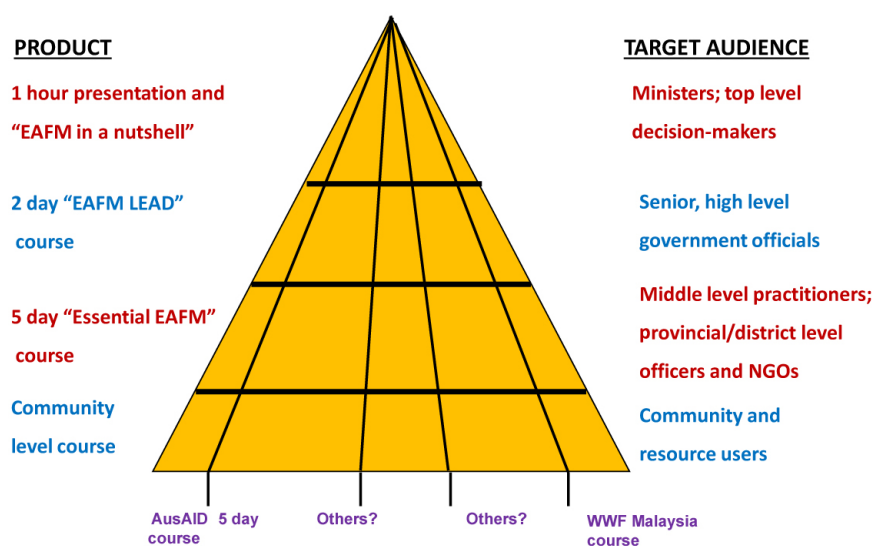 PRODUCT
1 hour presentation and
“EAFM in a nutshell”
2 day “EAFM LEAD”
course
5 day “Essential EAFM”
course
Community
level course
TARGET AUDIENCE
Ministers; top level
decision-makers
Senior, high level
government officials
Middle level practitioners;
provincial/district level
officers and NGOs
Community and
resource users
AusAID 5 day
course
Others?
Others?
WWF Malaysia
course